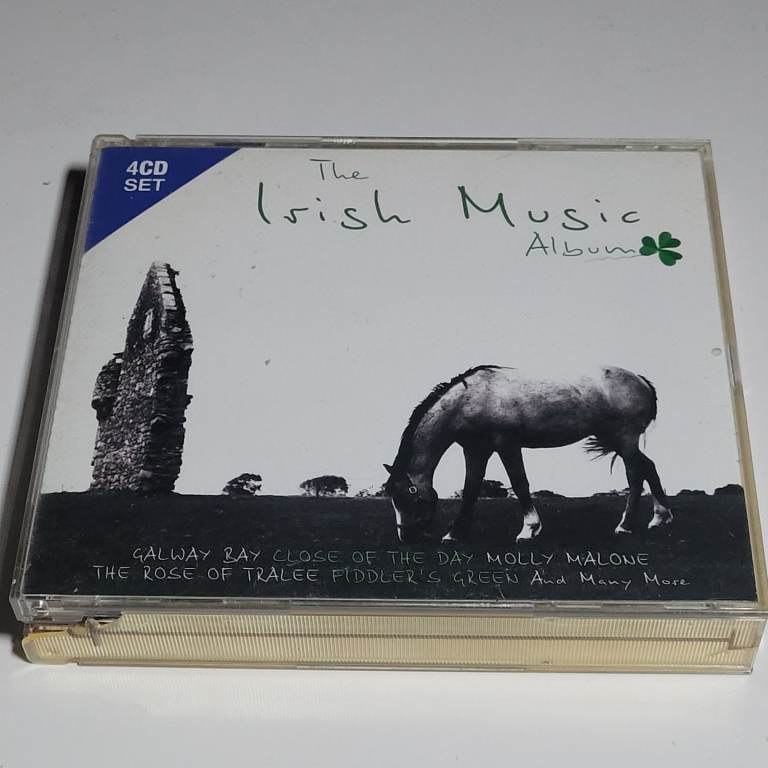 4CD
SET
The
Irish Music
Album
GALWAY BAY CLOSE OF THE DAY MOLLY MALONE
THE ROSE OF TRALEE FIDDLER'S GREEN And Many More